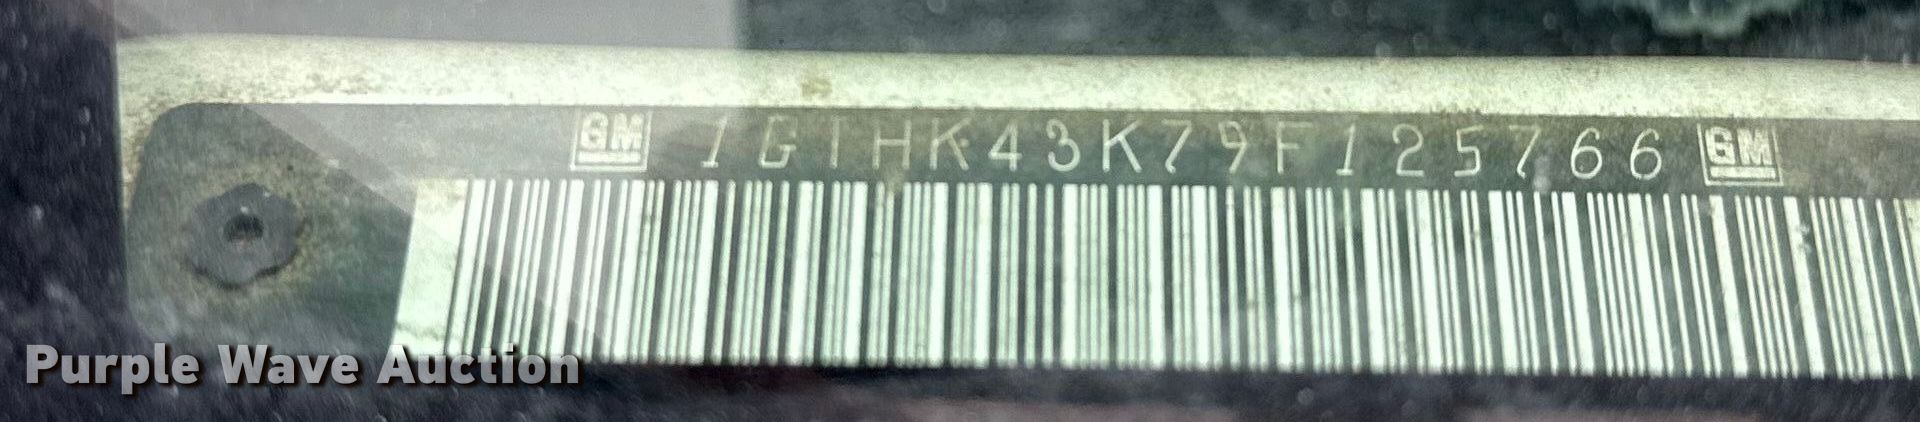 GM 1GTHK43K79F125766 GM
Purple Wave Auction